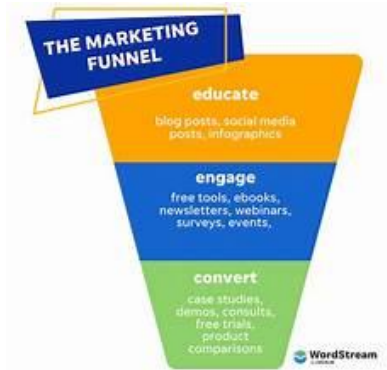 THE MARKETING
FUNNEL
educate
blog posts, social media
posts, infographics
engage
free tools, ebooks,
newsletters, webinars,
surveys, events,
convert
case studies,
demos, consults,
free trials,
product
comparisons
WordStream